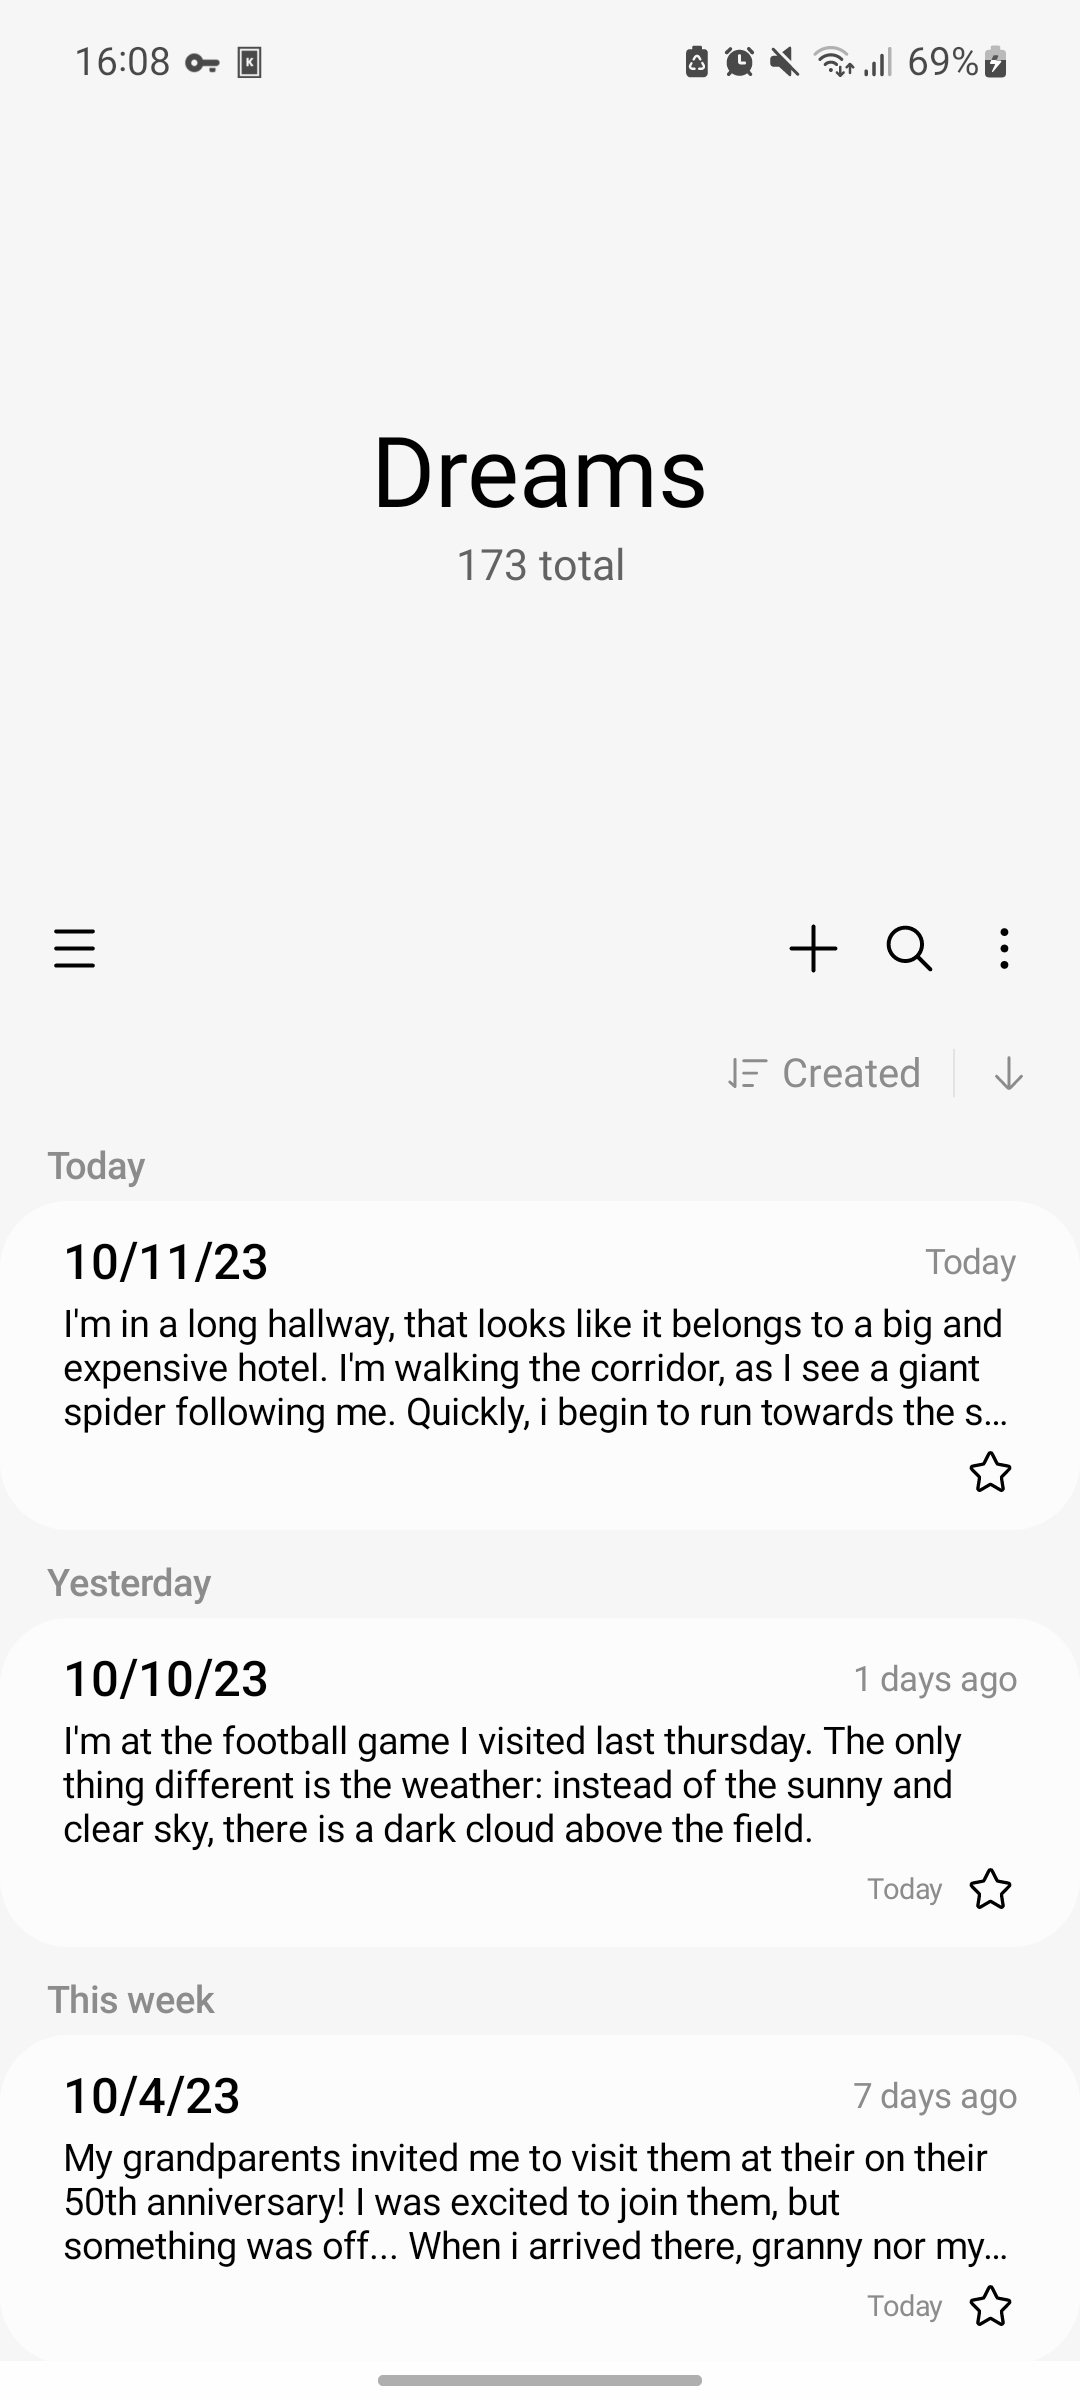 16:08
69%
Dreams
173 total
Created
Today
10/11/23
Today
I'm in a long hallway, that looks like it belongs to a big and
expensive hotel. I'm walking the corridor, as I see a giant
spider following me. Quickly, i begin to run towards the s...
Yesterday
10/10/23
1 days ago
I'm at the football game I visited last thursday. The only
thing different is the weather: instead of the sunny and
clear sky, there is a dark cloud above the field.
Today
This week
10/4/23
7 days ago
My grandparents invited me to visit them at their on their
50th anniversary! I was excited to join them, but
something was off... When i arrived there, granny nor my...
Today